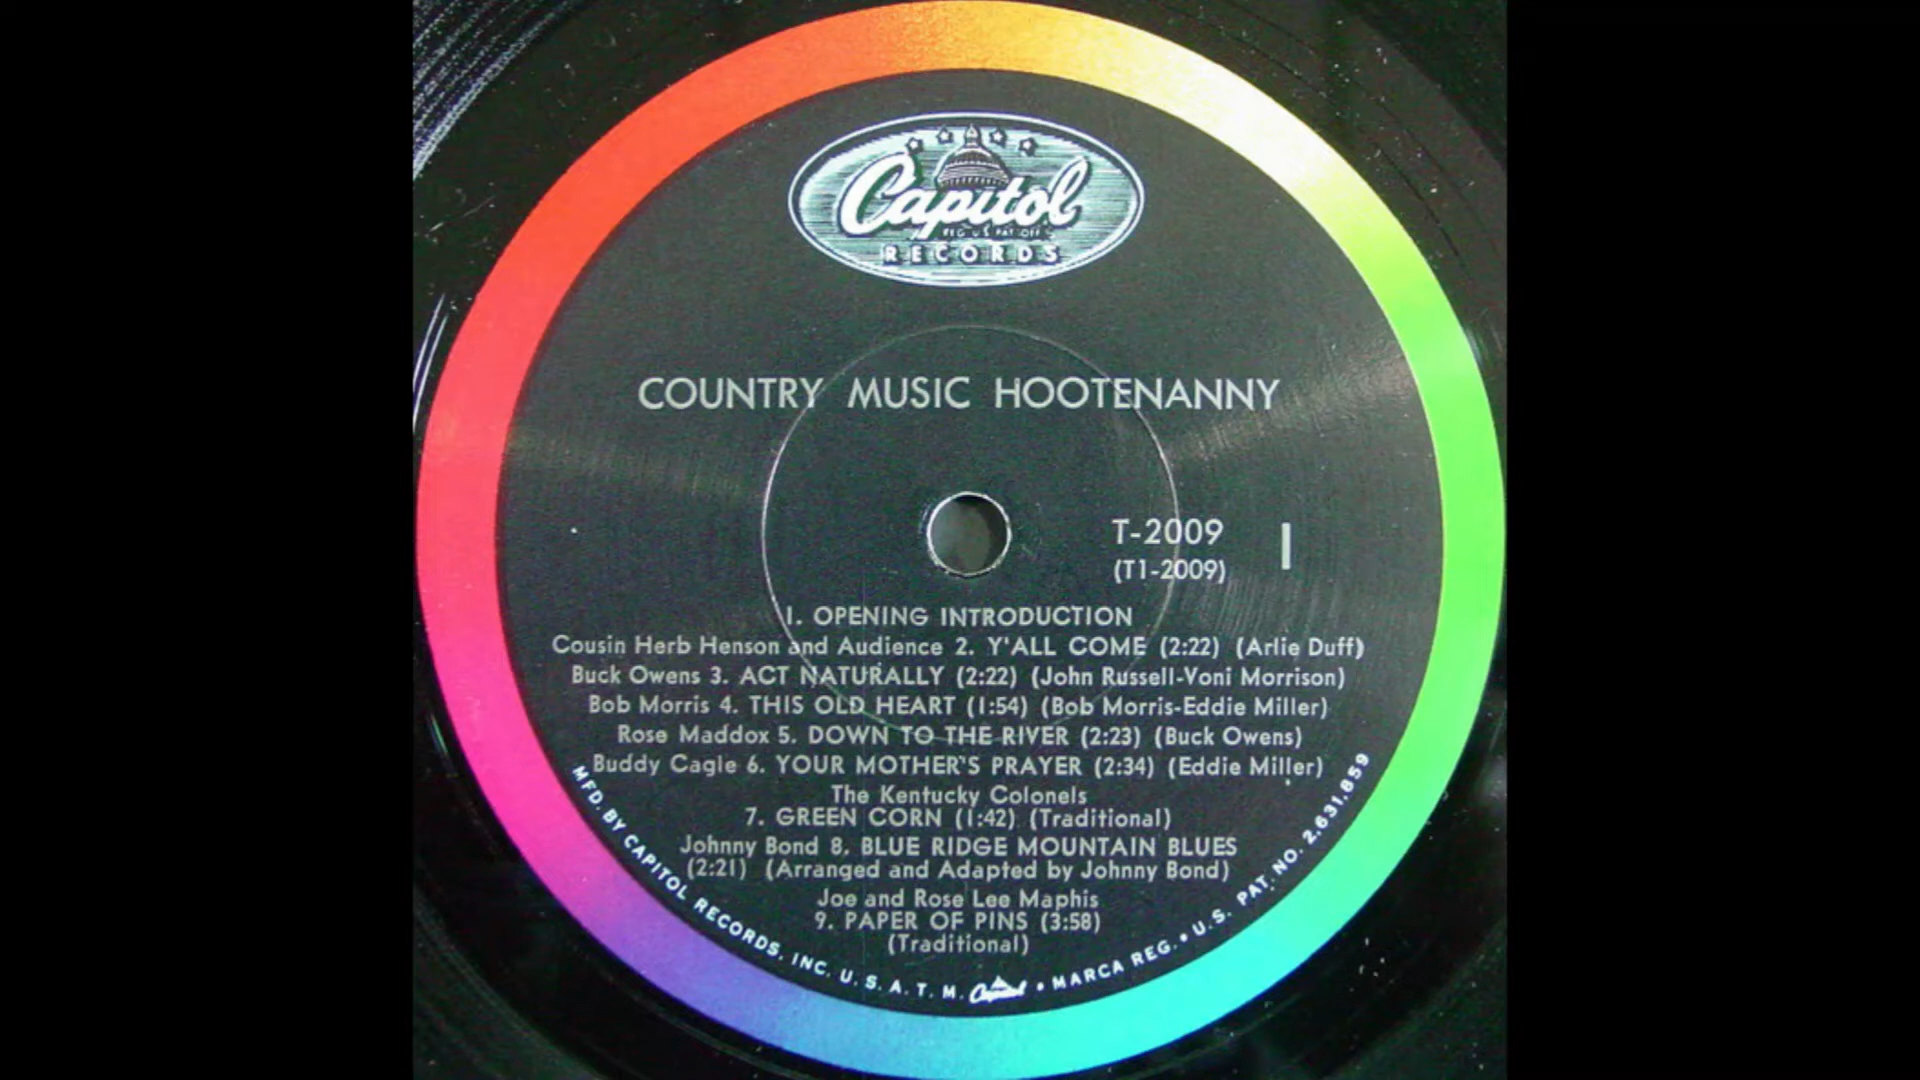 Capitol
REG. U.S. PAT. OFF.
RECORDS
COUNTRY MUSIC HOOTENANNY
T-2009
(T1-2009)
1
1. OPENING INTRODUCTION
Cousin Herb Henson and Audience 2. Y'ALL COME (2:22) (Arlie Duff)
Buck Owens 3. ACT NATURALLY (2:22) (John Russell-Voni Morrison)
Bob Morris 4. THIS OLD HEART (1:54) (Bob Morris-Eddie Miller)
Rose Maddox 5. DOWN TO THE RIVER (2:23) (Buck Owens)
Buddy Cagle 6. YOUR MOTHER'S PRAYER (2:34) (Eddie Miller)
The Kentucky Colonels
7. GREEN CORN (1:42) (Traditional)
Johnny Bond 8. BLUE RIDGE MOUNTAIN BLUES
(2:21) (Arranged and Adapted by Johnny Bond)
Joe and Rose Lee Maphis
9. PAPER OF PINS (3:58)
(Traditional)
MFD. BY CAPITOL RECORDS, INC. U.S.A. T.M. Capitol • MARCA REG. • U.S. PAT. NO. 2,631,859